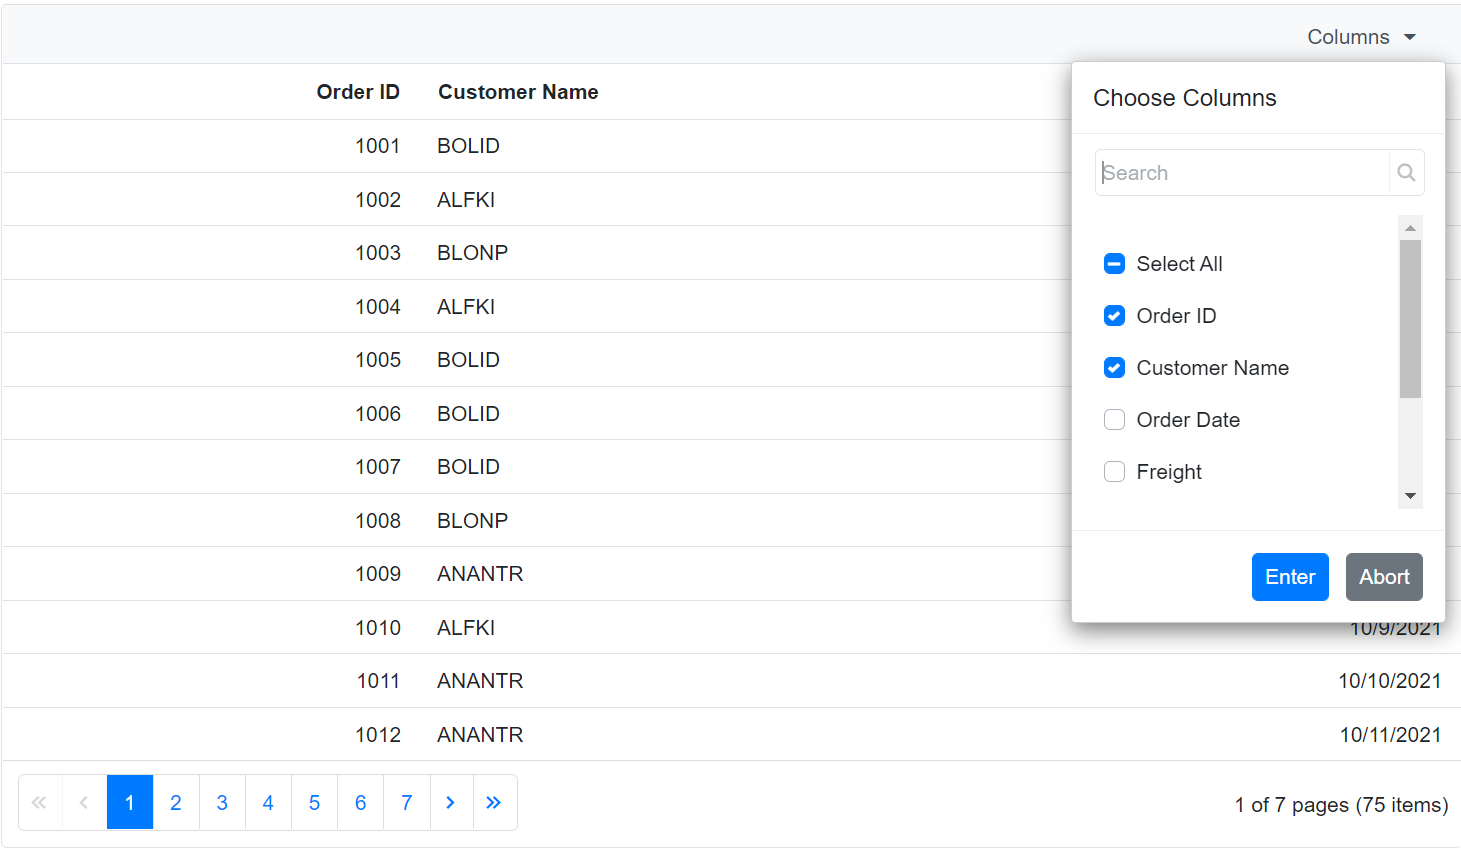 Columns
Order ID Customer Name
Choose Columns
Search
Select All
Order ID
Customer Name
Order Date
Freight
Enter Abort
1001 BOLID
1002 ALFKI
1003 BLONP
1004 ALFKI
1005 BOLID
1006 BOLID
1007 BOLID
1008 BLONP
1009 ANANTR
1010 ALFKI 10/9/2021
1011 ANANTR 10/10/2021
1012 ANANTR 10/11/2021
1 2 3 4 5 6 7
1 of 7 pages (75 items)